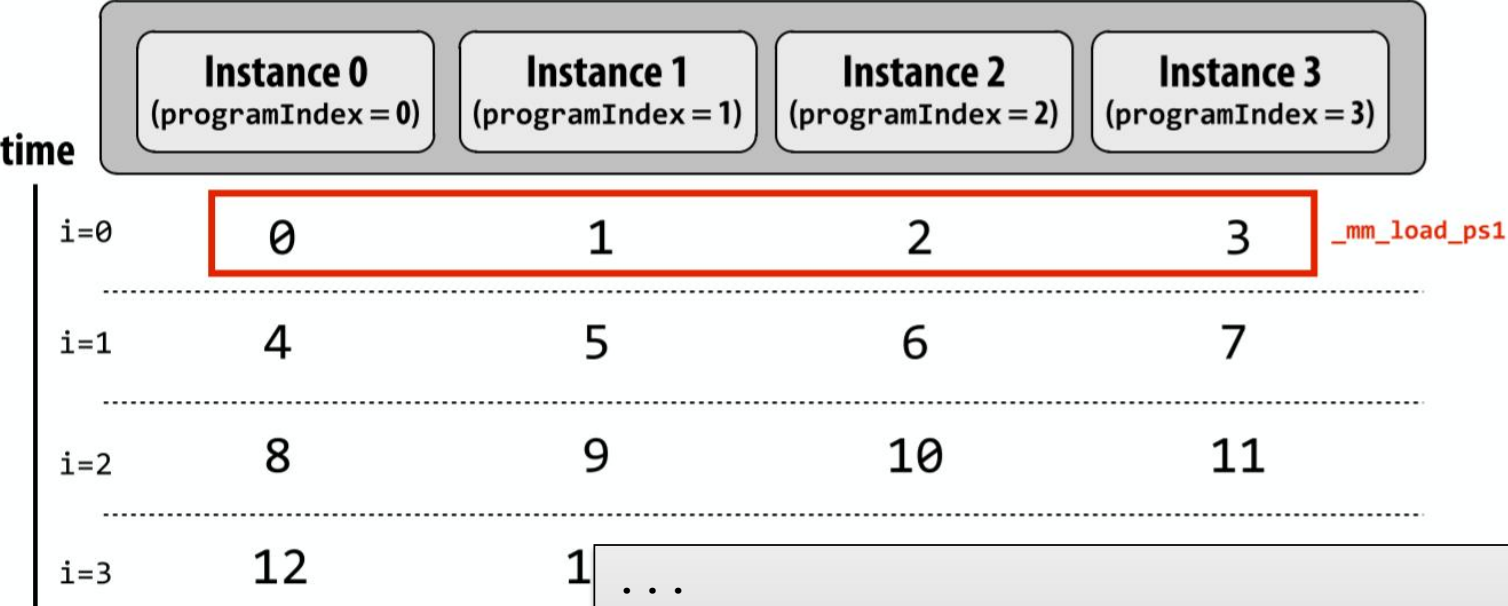 Instance 0 Instance 1 Instance 2 Instance 3
(programIndex = 0) (programIndex = 1) (programIndex = 2) (programIndex = 3)
time
i=0 0 1 2 3 _mm_load_ps1
i=1 4 5 6 7
i=2 8 9 10 11
i=3 12 1 ...